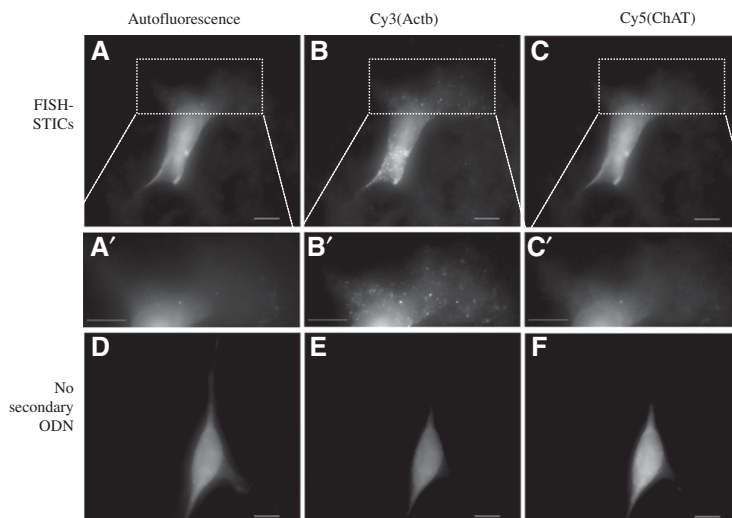 Autofluorescence Cy3(Actb) Cy5(ChAT)
FISH-
STICs
A B C
A′ B′ C′
No
secondary
ODN
D E F